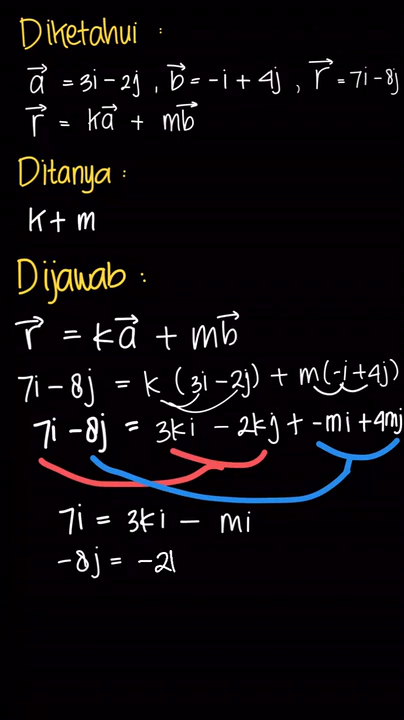 Diketahui :
a⃗ = 3i - 2j , b⃗ = -i + 4j , r⃗ = 7i - 8j
r⃗ = ka⃗ + mb⃗
Ditanya :
k + m
Dijawab :
r⃗ = ka⃗ + mb⃗
7i - 8j = k (3i - 2j) + m(-i + 4j)
7i - 8j = 3ki - 2kj + -mi + 4mj
7i = 3ki - mi
-8j = -2l